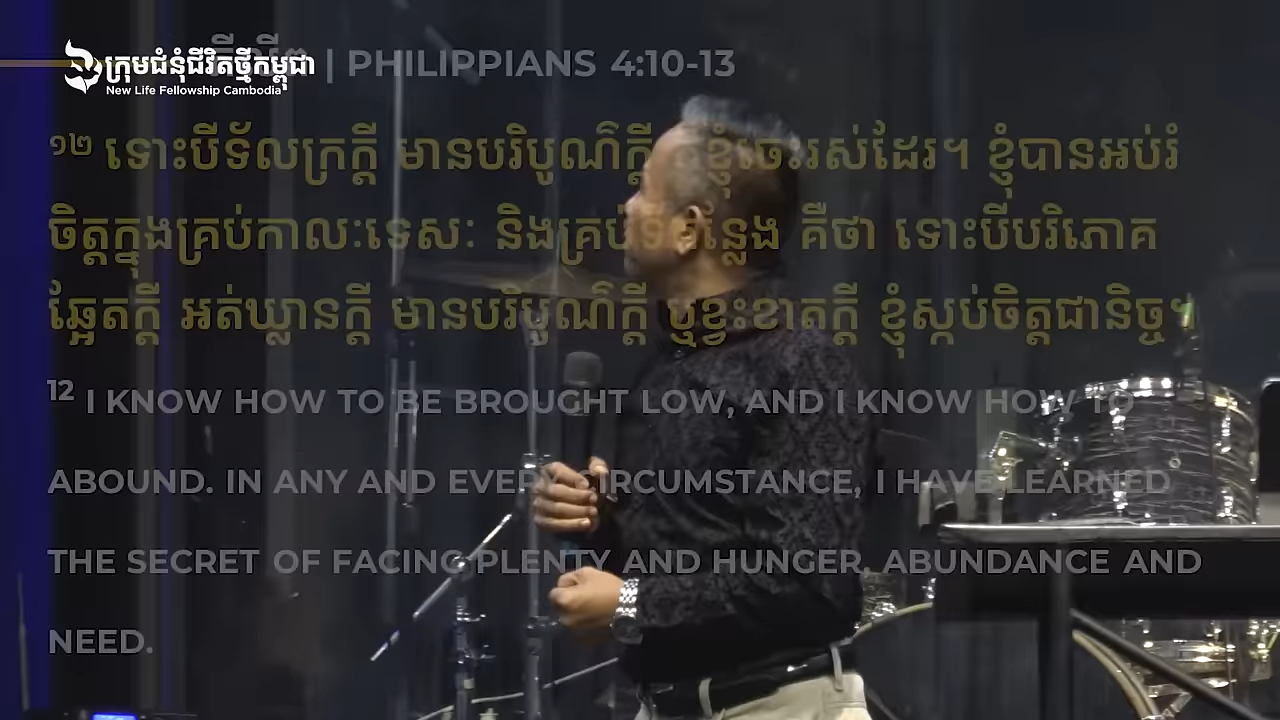 ក្រុមជំនុំជីវិតថ្មីកម្ពុជា
New Life Fellowship Cambodia
| PHILIPPIANS 4:10-13
១២ ទោះបីទ័លក្រក្ដី មានបរិបូណ៌ក្ដី ខ្ញុំចេះរស់ដែរ។ ខ្ញុំបានអប់រំ
ចិត្តក្នុងគ្រប់កាលៈទេសៈ និងគ្រប់ទីកន្លែង គឺថា ទោះបីបរិភោគ
ឆ្អែតក្ដី អត់ឃ្លានក្ដី មានបរិបូណ៌ក្ដី ឬខ្វះខាតក្ដី ខ្ញុំស្កប់ចិត្តជានិច្ច។
12 I KNOW HOW TO BE BROUGHT LOW, AND I KNOW HOW TO
ABOUND. IN ANY AND EVERY CIRCUMSTANCE, I HAVE LEARNED
THE SECRET OF FACING PLENTY AND HUNGER, ABUNDANCE AND
NEED.